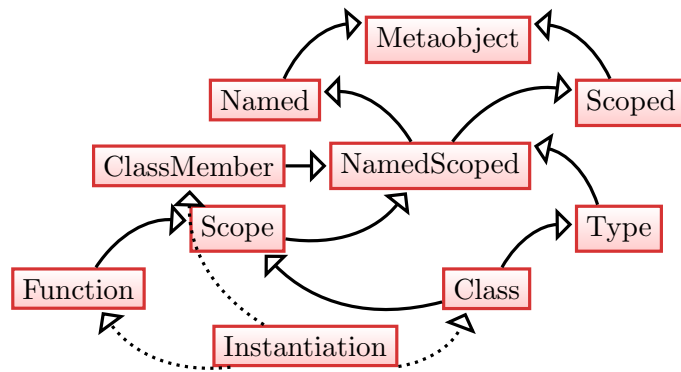 Metaobject
Named
Scoped
ClassMember
NamedScoped
Scope
Type
Function
Class
Instantiation